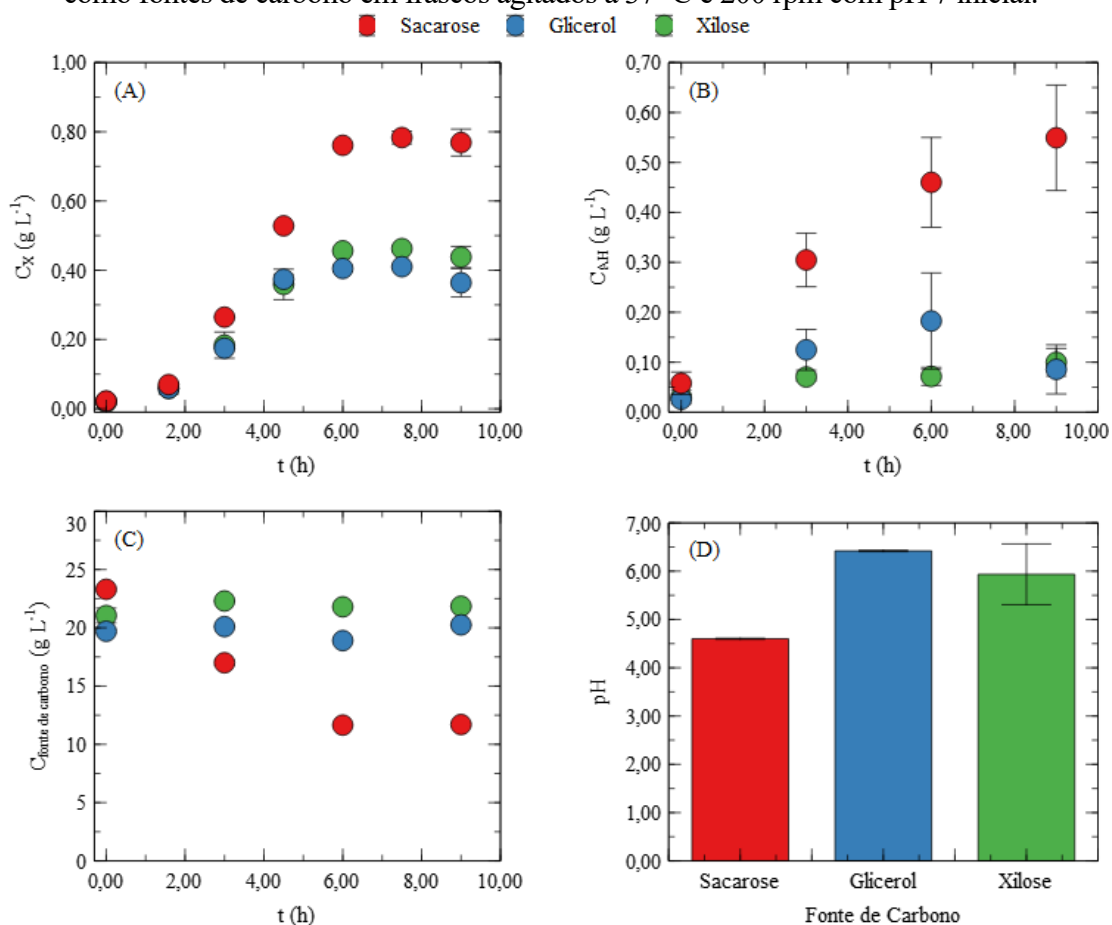 como fontes de carbono em frascos agitados a 37 °C e 200 rpm com pH 7 inicial.
Sacarose Glicerol Xilose
(A)
1,00
0,80
0,60
0,40
0,20
0,00
C_X (g L⁻¹)
0,00 2,00 4,00 6,00 8,00 10,00
t (h)
(B)
0,70
0,60
0,50
0,40
0,30
0,20
0,10
0,00
C_AH (g L⁻¹)
0,00 2,00 4,00 6,00 8,00 10,00
t (h)
(C)
30
25
20
15
10
5
0
C_fonte de carbono (g L⁻¹)
0,00 2,00 4,00 6,00 8,00 10,00
t (h)
(D)
7,00
6,00
5,00
4,00
3,00
2,00
1,00
0,00
pH
Sacarose Glicerol Xilose
Fonte de Carbono